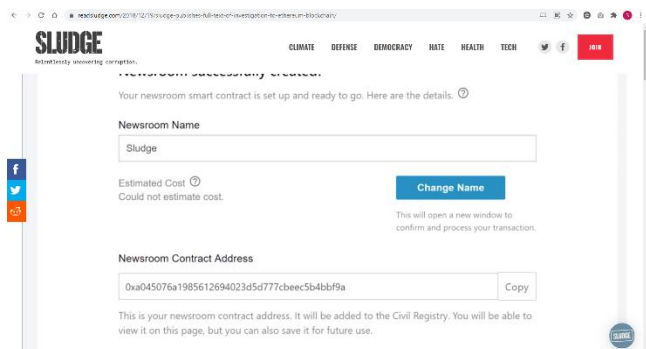 readsludge.com/2018/12/19/sludge-publishes-full-text-of-investigation-to-ethereum-blockchain/
SLUDGE
Relentlessly uncovering corruption.
CLIMATE DEFENSE DEMOCRACY HATE HEALTH TECH
JOIN
Newsroom successfully created!
Your newsroom smart contract is set up and ready to go. Here are the details.
Newsroom Name
Sludge
Estimated Cost
Could not estimate cost.
Change Name
This will open a new window to
confirm and process your transaction.
Newsroom Contract Address
0xa045076a1985612694023d5d777cbeec5b4bbf9a
Copy
This is your newsroom contract address. It will be added to the Civil Registry. You will be able to
view it on this page, but you can also save it for future use.
SLUDGE